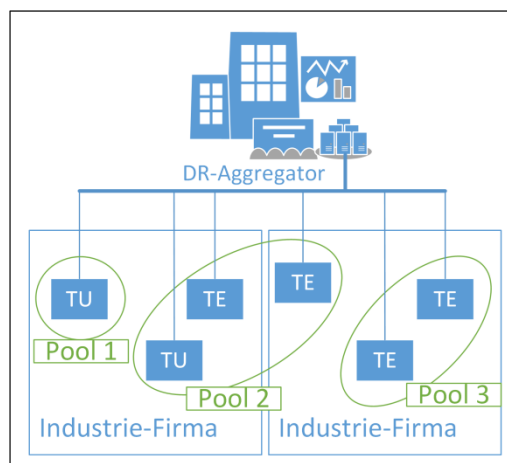 DR-Aggregator
TU
TE
TE
TE
TU
TE
Pool 1
Pool 2
Pool 3
Industrie-Firma
Industrie-Firma